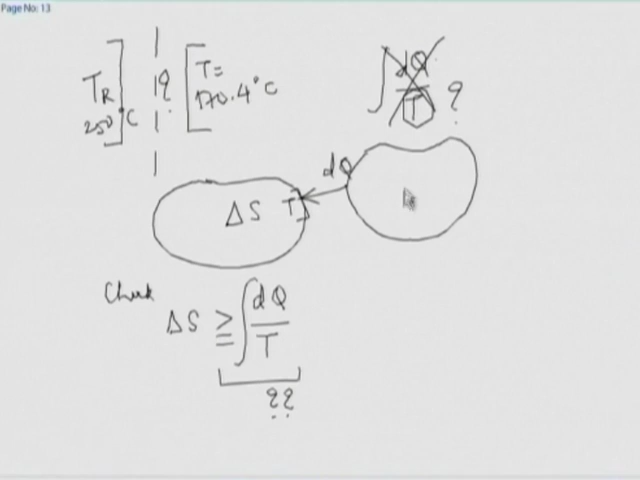 Page No: 13
T_R
250°C
Q
T=
170.4°C
∫ dQ/T ?
dQ
ΔS T
Check
ΔS ≥ ∫ dQ/T
??